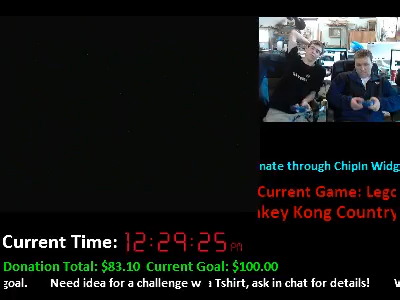 nate through ChipIn Widg
Current Game: Lego
nkey Kong Country
Current Time: 12:29:25 PM
Donation Total: $83.10 Current Goal: $100.00
goal. Need idea for a challenge w a Tshirt, ask in chat for details! W